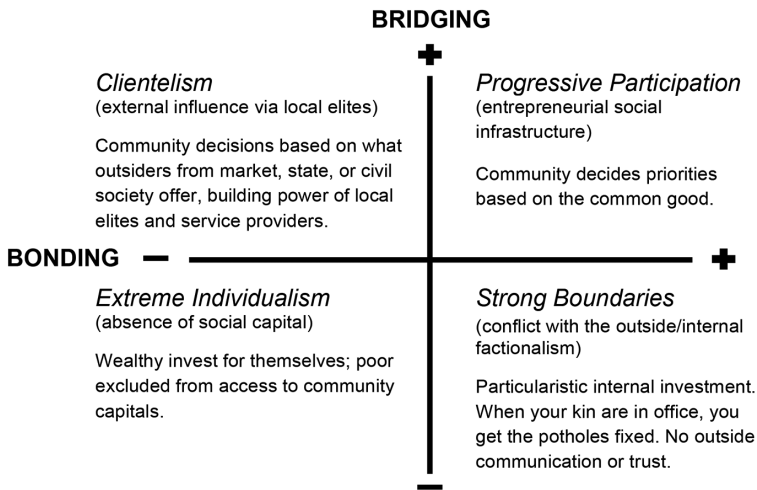 BRIDGING
+
Clientelism
(external influence via local elites)
Community decisions based on what
outsiders from market, state, or civil
society offer, building power of local
elites and service providers.
Progressive Participation
(entrepreneurial social
infrastructure)
Community decides priorities
based on the common good.
BONDING − +
Extreme Individualism
(absence of social capital)
Wealthy invest for themselves; poor
excluded from access to community
capitals.
Strong Boundaries
(conflict with the outside/internal
factionalism)
Particularistic internal investment.
When your kin are in office, you
get the potholes fixed. No outside
communication or trust.
−